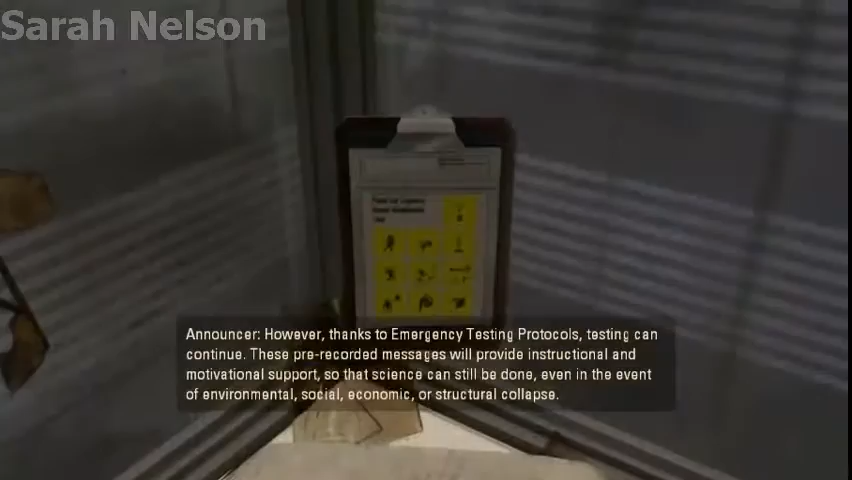 Sarah Nelson
Announcer: However, thanks to Emergency Testing Protocols, testing can
continue. These pre-recorded messages will provide instructional and
motivational support, so that science can still be done, even in the event
of environmental, social, economic, or structural collapse.